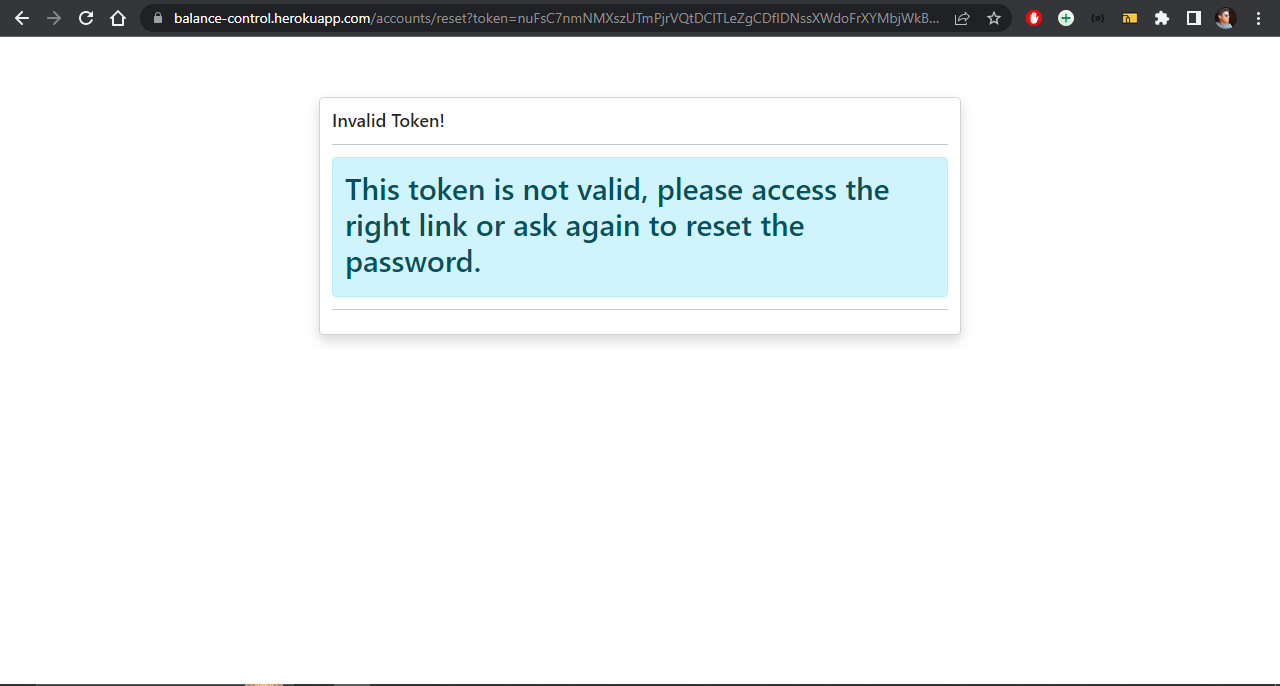 balance-control.herokuapp.com/accounts/reset?token=nuFsC7nmNMXszUTmPjrVQtDClTLeZgCDflDNssXWdoFrXYMbjWkB...
Invalid Token!
This token is not valid, please access the
right link or ask again to reset the
password.